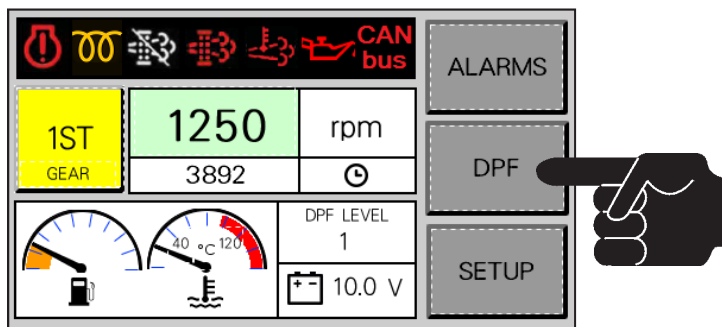 CAN
bus
ALARMS
1ST
GEAR
1250 rpm
3892
DPF
40 °C 120
DPF LEVEL
1
10.0 V
SETUP